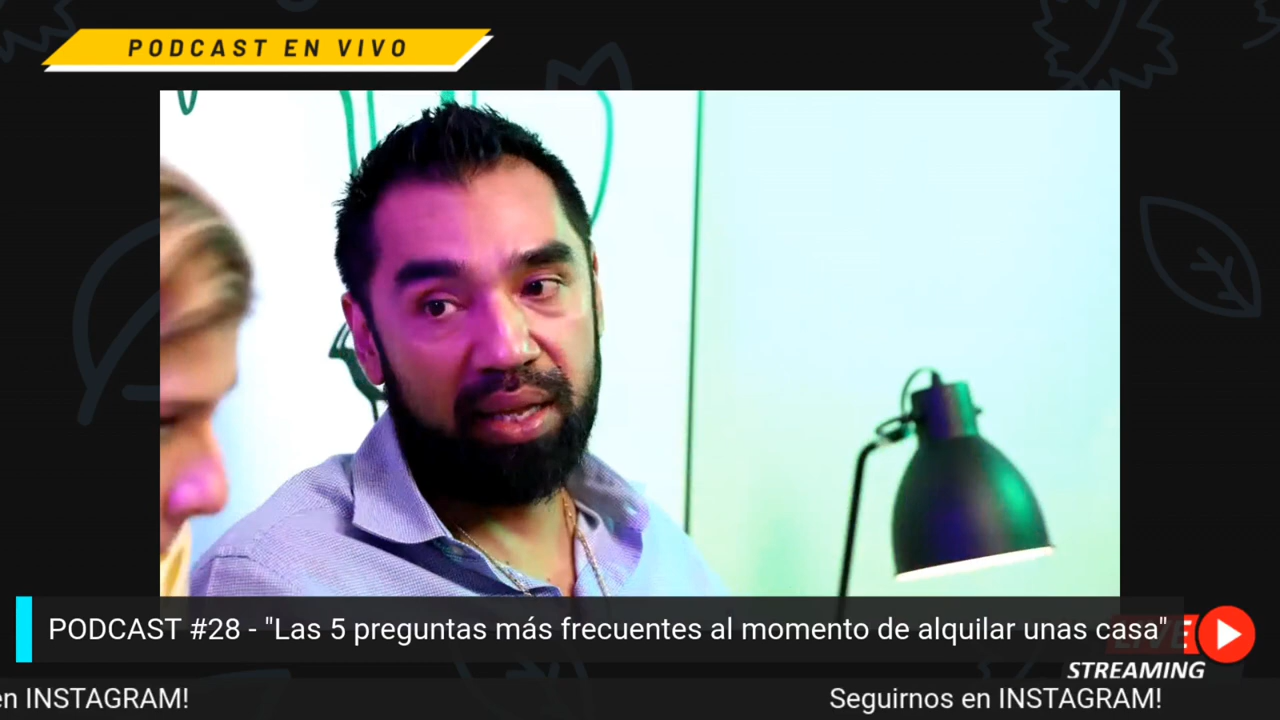 PODCAST EN VIVO
PODCAST #28 - "Las 5 preguntas más frecuentes al momento de alquilar unas casa"
LIVE
STREAMING
en INSTAGRAM!
Seguirnos en INSTAGRAM!